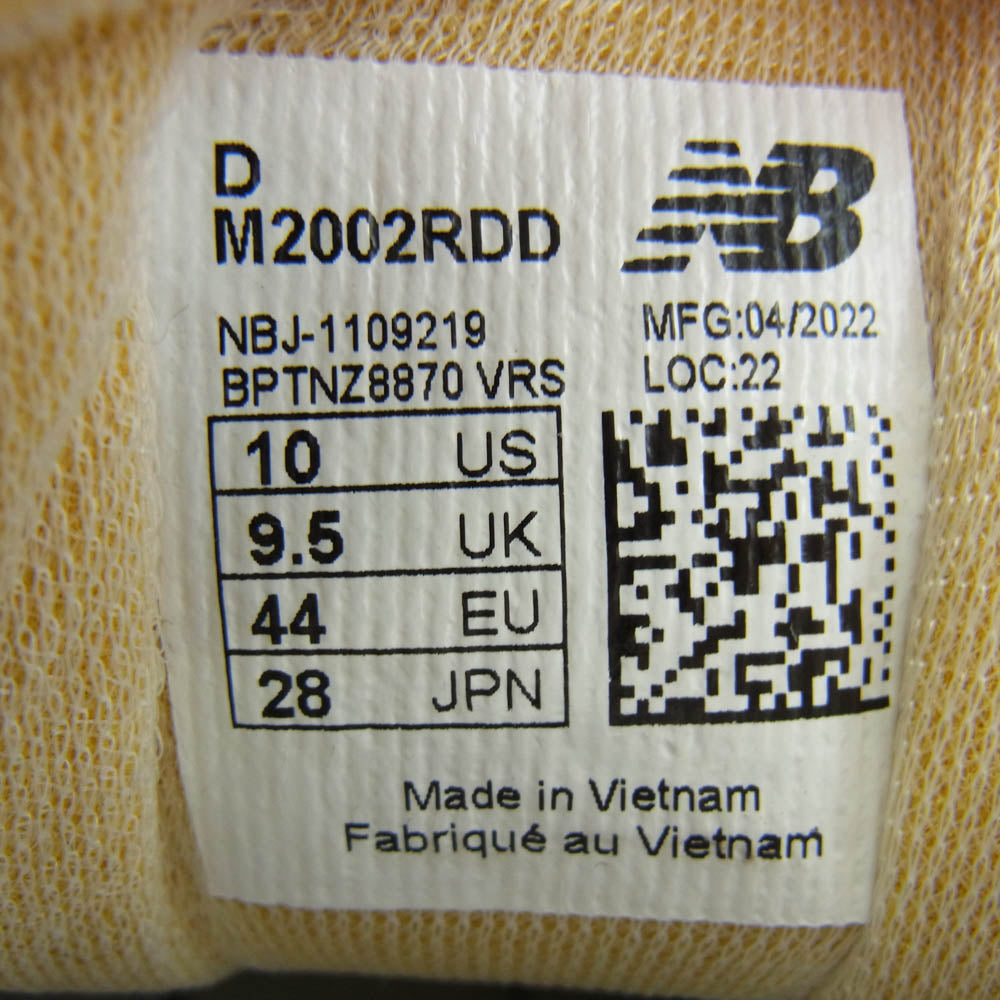 D
M2002RDD
NB
NBJ-1109219
BPTNZ8870 VRS
MFG:04/2022
LOC:22
10 US
9.5 UK
44 EU
28 JPN
Made in Vietnam
Fabriqué au Vietnam